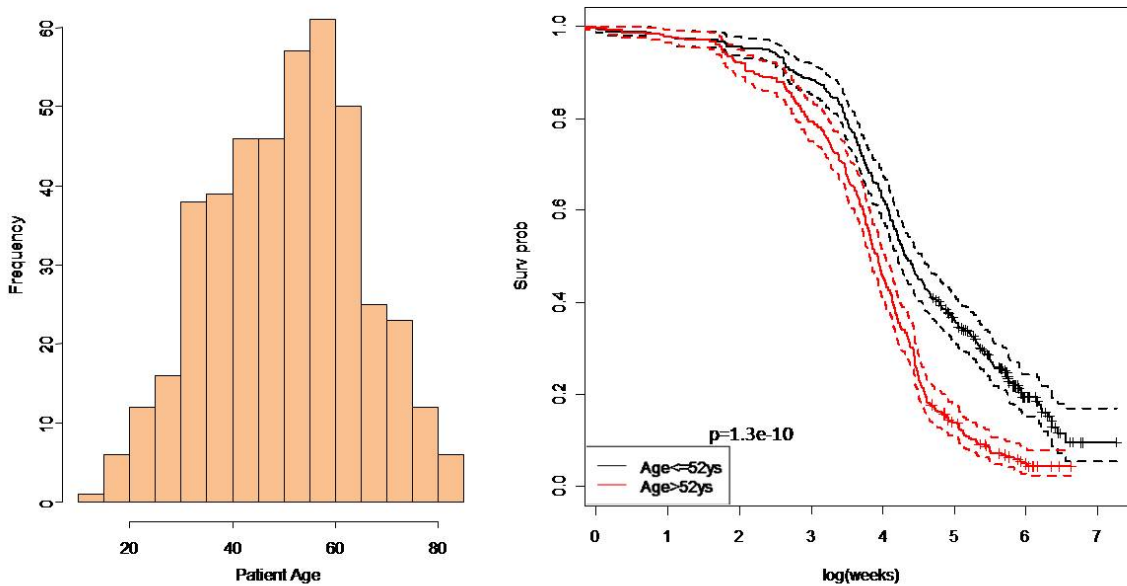 60
50
40
30
20
10
0
Frequency
20 40 60 80
Patient Age
1.0
0.8
0.6
0.4
0.2
0.0
Surv prob
p=1.3e-10
Age<=52ys
Age>52ys
0 1 2 3 4 5 6 7
log(weeks)